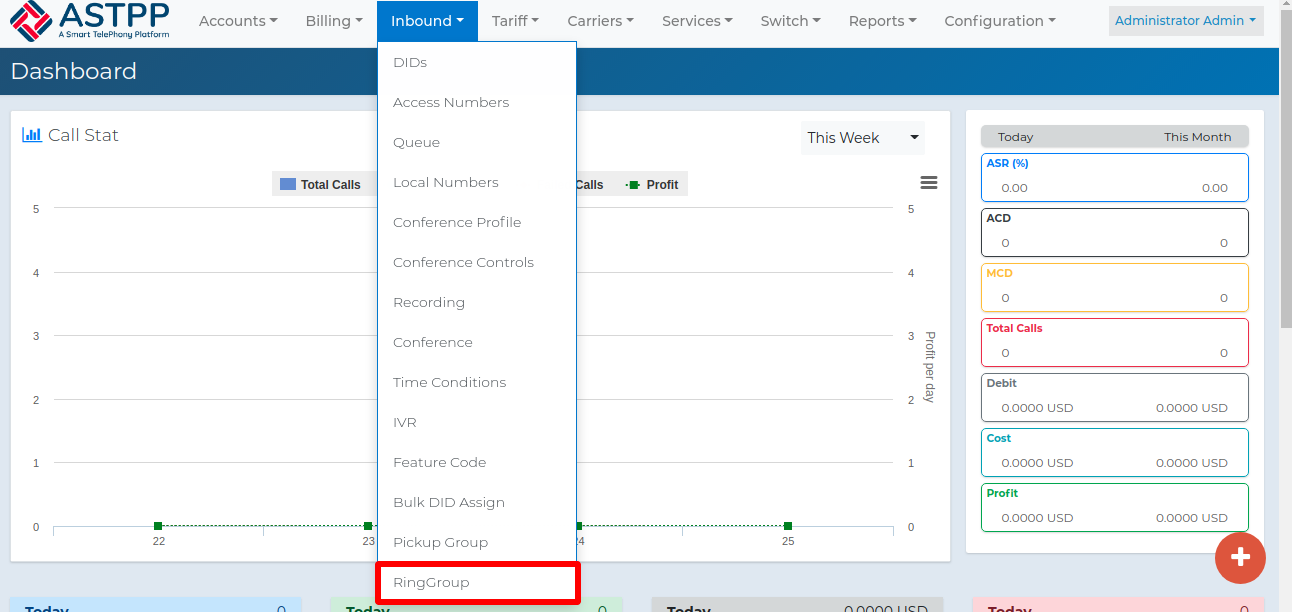 ASTPP
A Smart TelePhony Platform
Accounts Billing Inbound Tariff Carriers Services Switch Reports Configuration Administrator Admin
Dashboard
DIDs
Access Numbers
Queue
Local Numbers
Conference Profile
Conference Controls
Recording
Conference
Time Conditions
IVR
Feature Code
Bulk DID Assign
Pickup Group
RingGroup
Call Stat
This Week
Total Calls Calls Profit
5 5
4 4
3 3
2 2
1 1
0 0
22 23 24 25
Profit per day
Today This Month
ASR (%)
0.00 0.00
ACD
0 0
MCD
0 0
Total Calls
0 0
Debit
0.0000 USD 0.0000 USD
Cost
0.0000 USD 0.0000 USD
Profit
0.0000 USD 0.0000 USD
Today 0 Today 0 Today 0.0000 USD Today 0